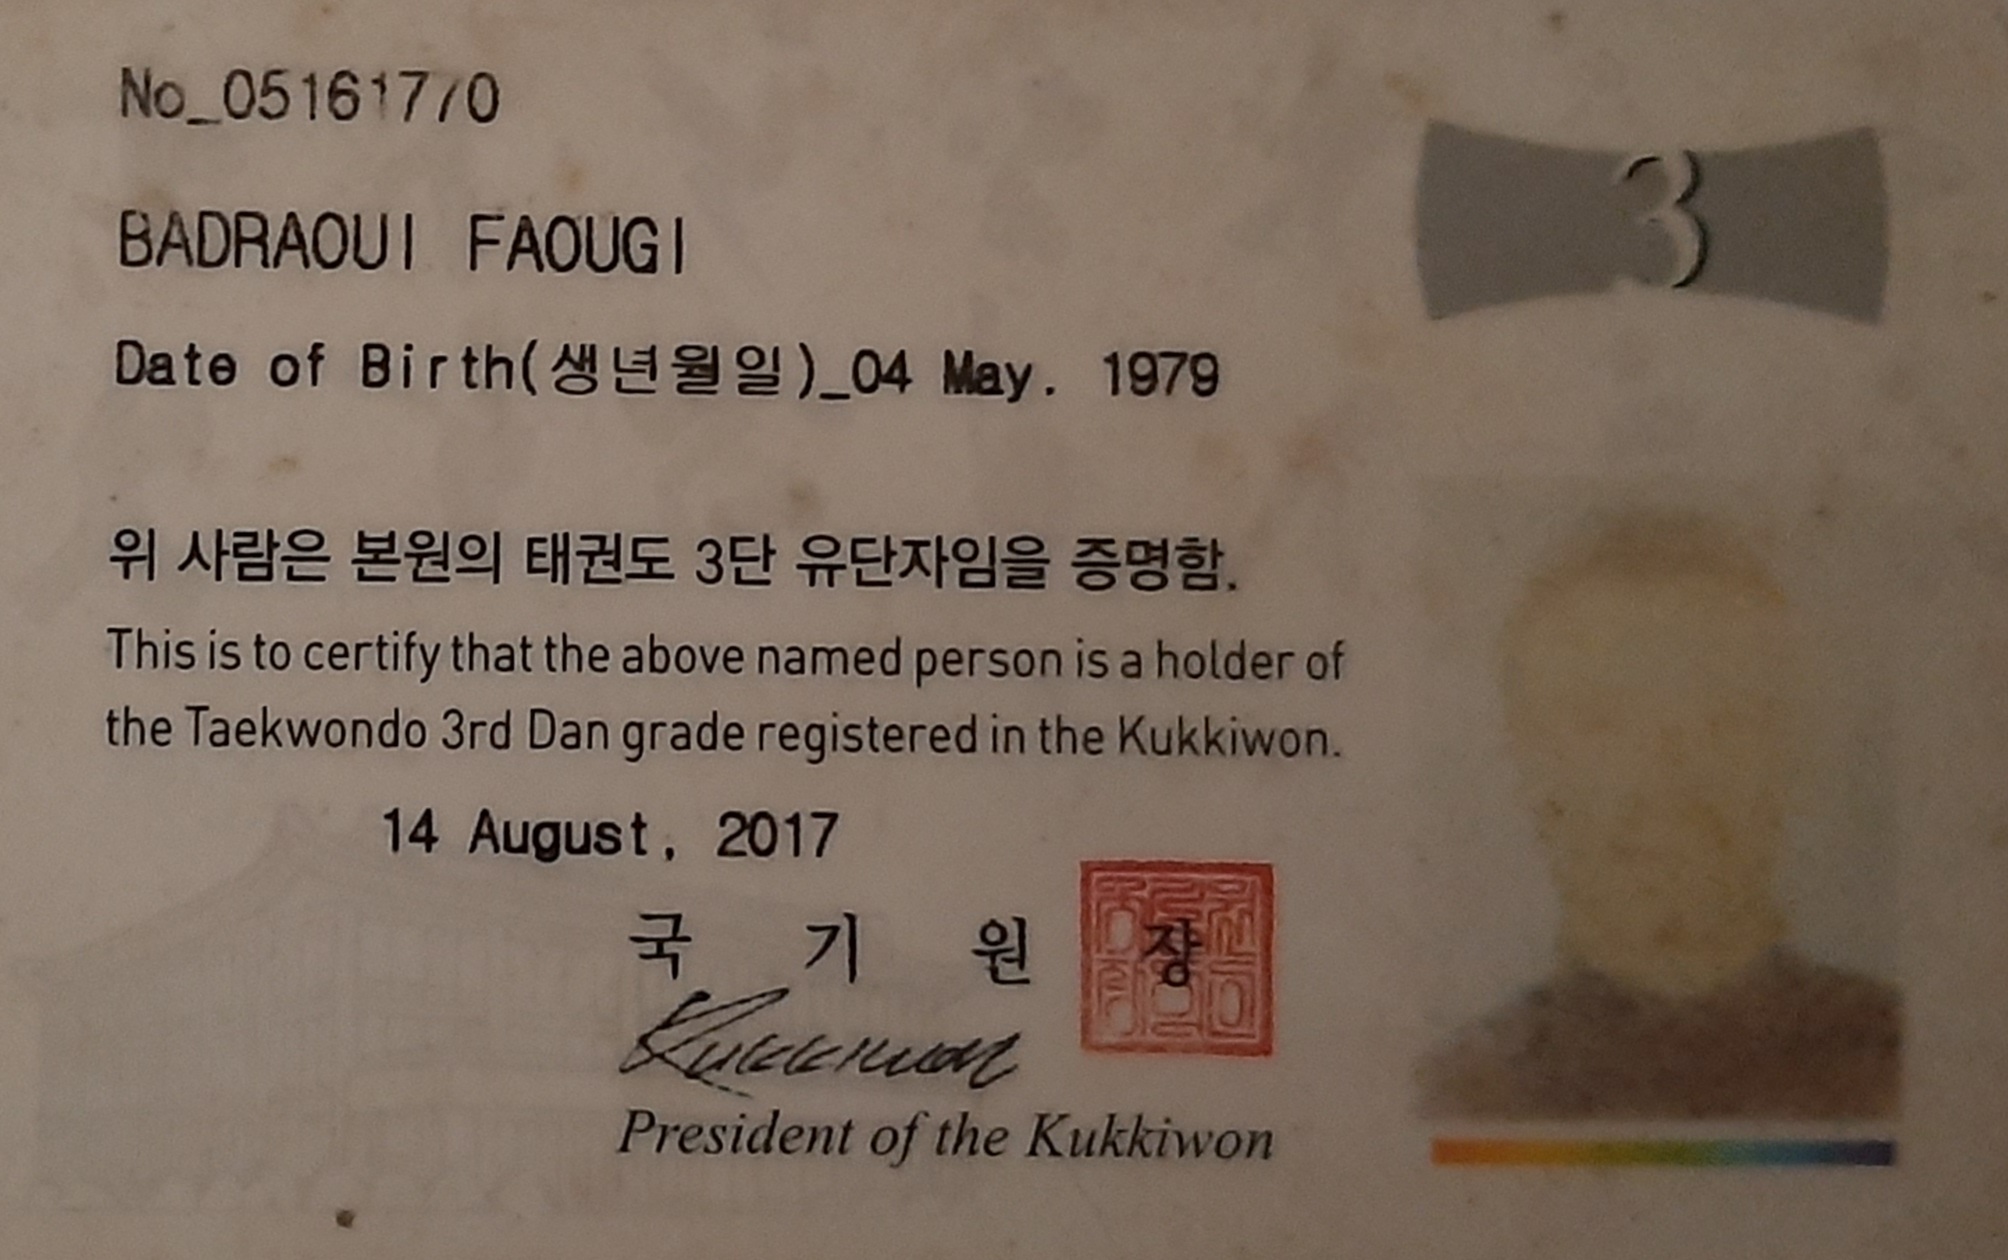 No_05161770
3
BADRAOUI FAOUGI
Date of Birth(생년월일)_04 May. 1979
위 사람은 본원의 태권도 3단 유단자임을 증명함.
This is to certify that the above named person is a holder of
the Taekwondo 3rd Dan grade registered in the Kukkiwon.
14 August, 2017
국 기 원 장
Kukkiwon
President of the Kukkiwon